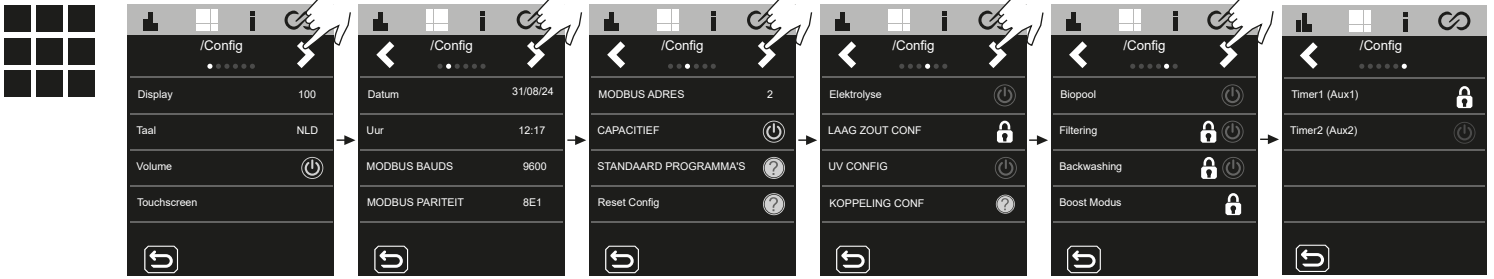 /Config
Display 100
Taal NLD
Volume
Touchscreen
/Config
Datum 31/08/24
Uur 12:17
MODBUS BAUDS 9600
MODBUS PARITEIT 8E1
/Config
MODBUS ADRES 2
CAPACITIEF
STANDAARD PROGRAMMA'S ?
Reset Config ?
/Config
Elektrolyse
LAAG ZOUT CONF
UV CONFIG
KOPPELING CONF ?
/Config
Biopool
Filtering
Backwashing
Boost Modus
/Config
Timer1 (Aux1)
Timer2 (Aux2)